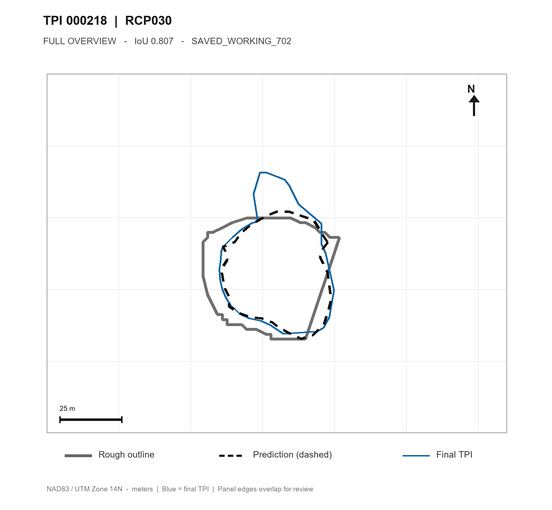 TPI 000218 | RCP030
FULL OVERVIEW - IoU 0.807 - SAVED_WORKING_702
N
25 m
Rough outline
Prediction (dashed)
Final TPI
NAD83 / UTM Zone 14N - meters | Blue = final TPI | Panel edges overlap for review